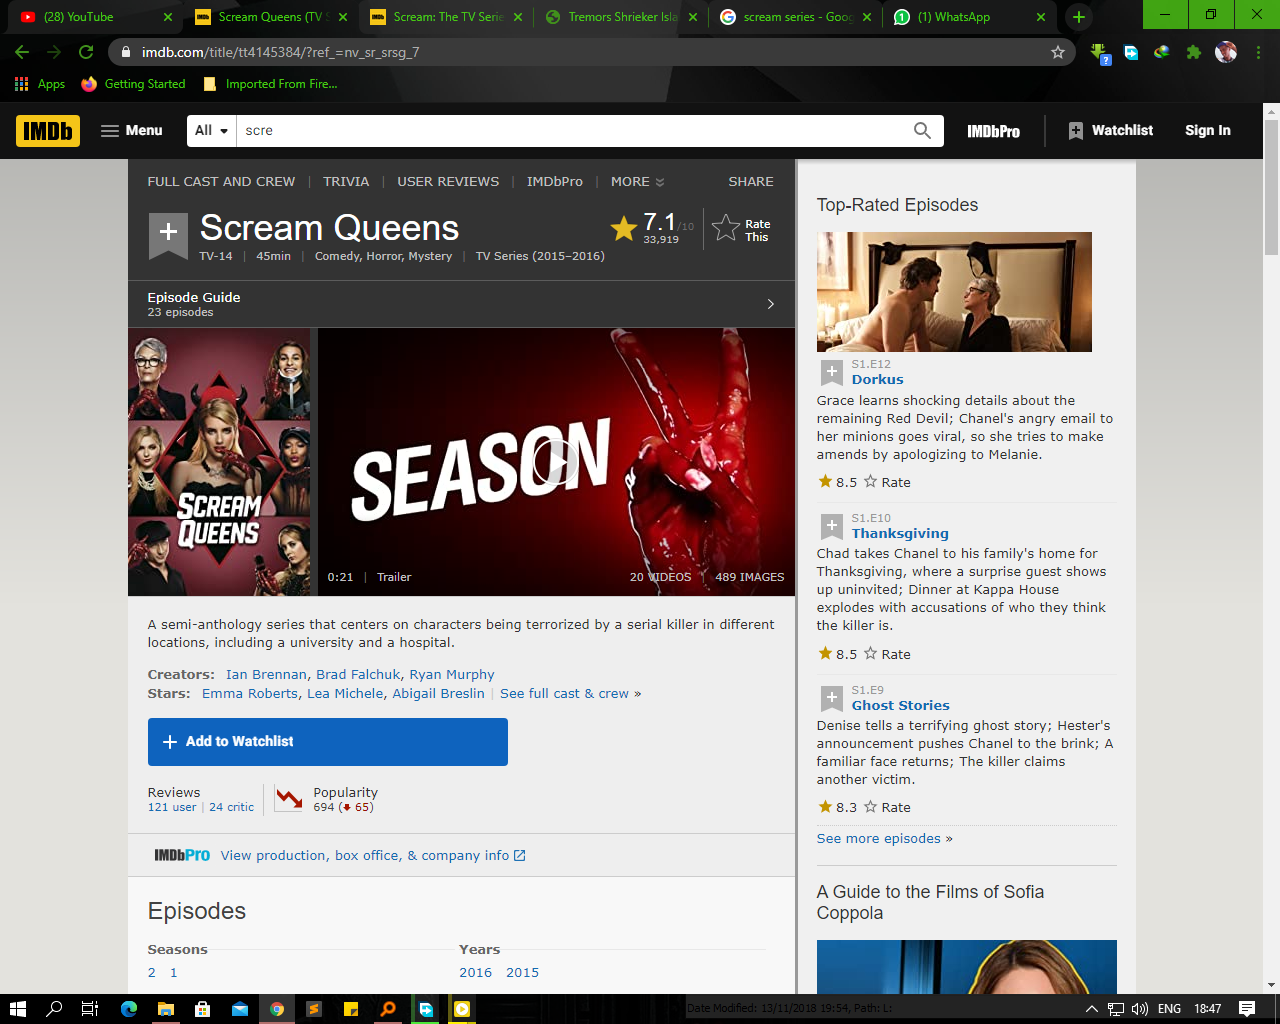 (28) YouTube
Scream Queens (TV S
Scream: The TV Serie
Tremors Shrieker Isla
scream series - Goog
(1) WhatsApp
imdb.com/title/tt4145384/?ref_=nv_sr_srsg_7
Apps
Getting Started
Imported From Fire...
IMDb
Menu
All
scre
IMDbPro
Watchlist
Sign In
FULL CAST AND CREW | TRIVIA | USER REVIEWS | IMDbPro | MORE
SHARE
Scream Queens
7.1/10
33,919
Rate This
TV-14 | 45min | Comedy, Horror, Mystery | TV Series (2015–2016)
Episode Guide
23 episodes
SCREAM
QUEENS
SEASON
0:21 | Trailer
20 VIDEOS | 489 IMAGES
A semi-anthology series that centers on characters being terrorized by a serial killer in different
locations, including a university and a hospital.
Creators: Ian Brennan, Brad Falchuk, Ryan Murphy
Stars: Emma Roberts, Lea Michele, Abigail Breslin | See full cast & crew »
+ Add to Watchlist
Reviews
121 user | 24 critic
Popularity
694 (65)
IMDbPro View production, box office, & company info
Episodes
Seasons
2 1
Years
2016 2015
Top-Rated Episodes
S1.E12
Dorkus
Grace learns shocking details about the
remaining Red Devil; Chanel's angry email to
her minions goes viral, so she tries to make
amends by apologizing to Melanie.
8.5 Rate
S1.E10
Thanksgiving
Chad takes Chanel to his family's home for
Thanksgiving, where a surprise guest shows
up uninvited; Dinner at Kappa House
explodes with accusations of who they think
the killer is.
8.5 Rate
S1.E9
Ghost Stories
Denise tells a terrifying ghost story; Hester's
announcement pushes Chanel to the brink; A
familiar face returns; The killer claims
another victim.
8.3 Rate
See more episodes »
A Guide to the Films of Sofia
Coppola
Date Modified: 13/11/2018 19:54, Path: L:
ENG
18:47